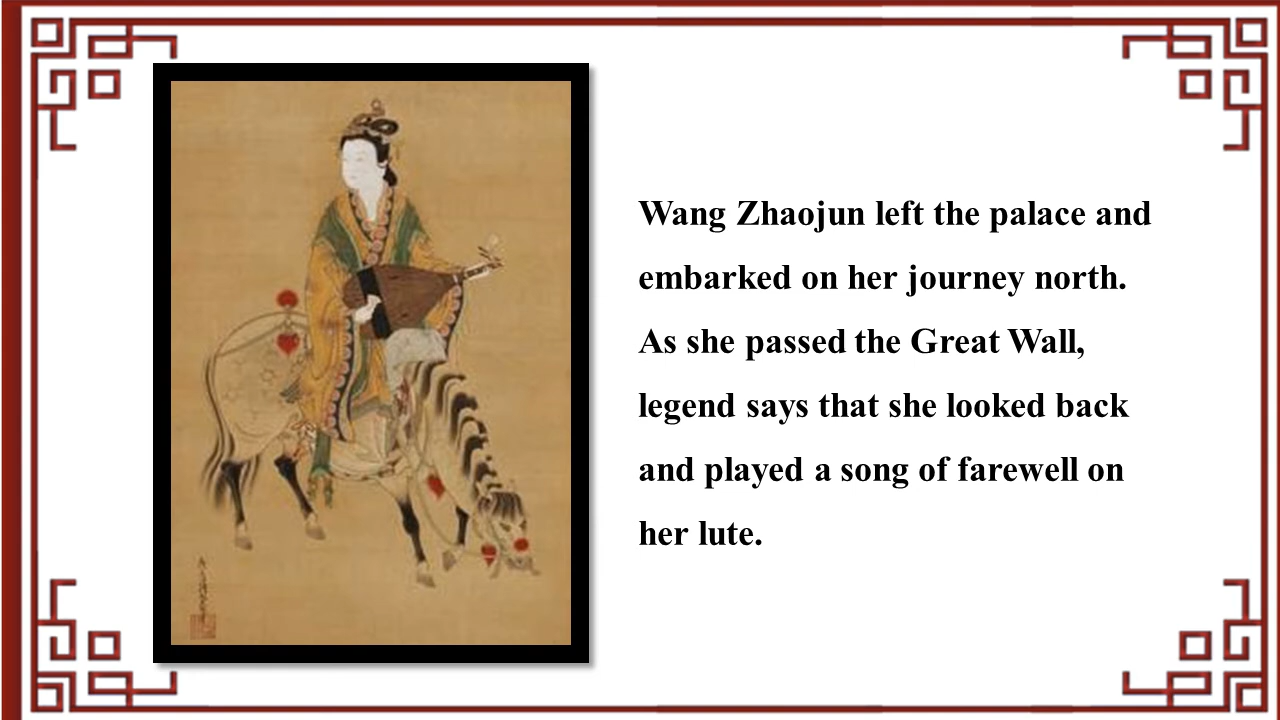 Wang Zhaojun left the palace and
embarked on her journey north.
As she passed the Great Wall,
legend says that she looked back
and played a song of farewell on
her lute.